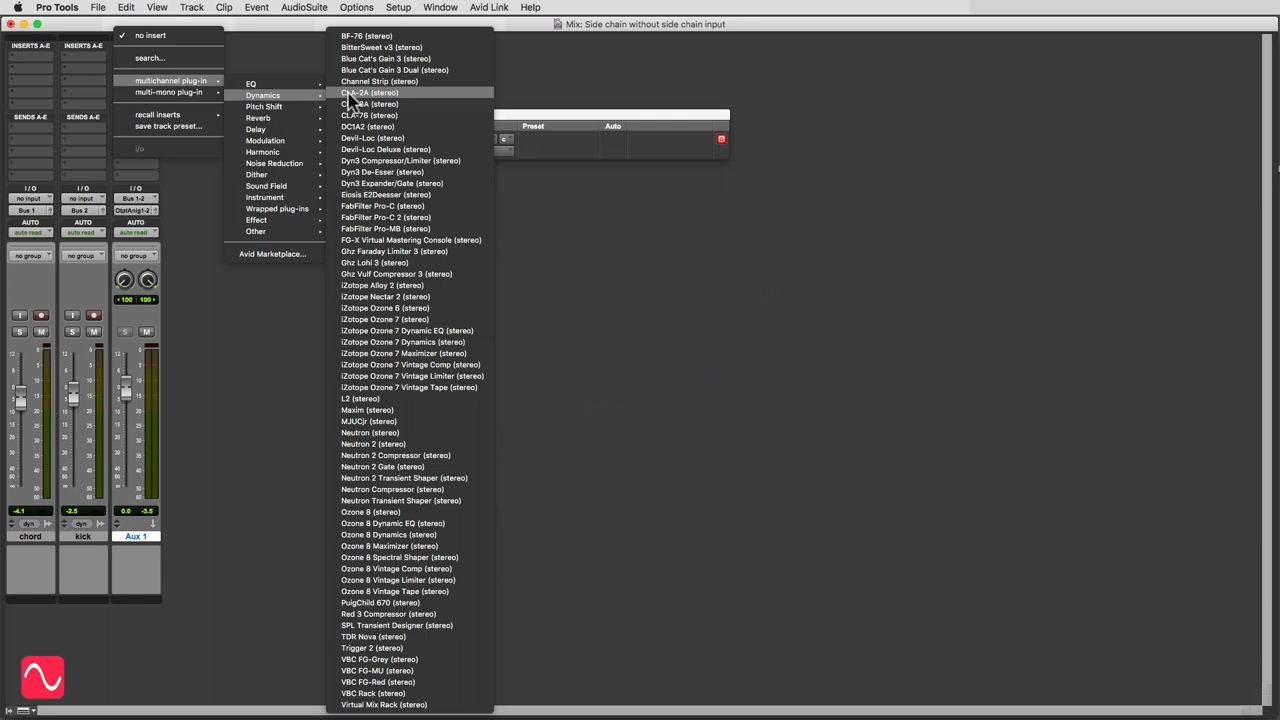 Pro Tools File Edit View Track Clip Event AudioSuite Options Setup Window Avid Link Help
Mix: Side chain without side chain input
INSERTS A-E INSERTS A-E
SENDS A-E SENDS A-E
I/O I/O I/O
no input no input Bus 1-2
Bus 1 Bus 2 OtptAnlg1-2
AUTO AUTO AUTO
auto read auto read auto read
no group no group no group
100 100
I I
S M S M S M
-4.1 -2.5 0.0 -3.5
dyn dyn
chord kick Aux 1
no insert
search...
multichannel plug-in
multi-mono plug-in
recall inserts
save track preset...
i/o
EQ
Dynamics
Pitch Shift
Reverb
Delay
Modulation
Harmonic
Noise Reduction
Dither
Sound Field
Instrument
Wrapped plug-ins
Effect
Other
Avid Marketplace...
BF-76 (stereo)
BitterSweet v3 (stereo)
Blue Cat's Gain 3 (stereo)
Blue Cat's Gain 3 Dual (stereo)
Channel Strip (stereo)
CLA-2A (stereo)
(stereo)
CLA-76 (stereo)
DC1A2 (stereo)
Devil-Loc (stereo)
Devil-Loc Deluxe (stereo)
Dyn3 Compressor/Limiter (stereo)
Dyn3 De-Esser (stereo)
Dyn3 Expander/Gate (stereo)
Eiosis E2Deesser (stereo)
FabFilter Pro-C (stereo)
FabFilter Pro-C 2 (stereo)
FabFilter Pro-MB (stereo)
FG-X Virtual Mastering Console (stereo)
Ghz Faraday Limiter 3 (stereo)
Ghz Lohi 3 (stereo)
Ghz Vulf Compressor 3 (stereo)
iZotope Alloy 2 (stereo)
iZotope Nectar 2 (stereo)
iZotope Ozone 6 (stereo)
iZotope Ozone 7 (stereo)
iZotope Ozone 7 Dynamic EQ (stereo)
iZotope Ozone 7 Dynamics (stereo)
iZotope Ozone 7 Maximizer (stereo)
iZotope Ozone 7 Vintage Comp (stereo)
iZotope Ozone 7 Vintage Limiter (stereo)
iZotope Ozone 7 Vintage Tape (stereo)
L2 (stereo)
Maxim (stereo)
MJUCjr (stereo)
Neutron (stereo)
Neutron 2 (stereo)
Neutron 2 Compressor (stereo)
Neutron 2 Gate (stereo)
Neutron 2 Transient Shaper (stereo)
Neutron Compressor (stereo)
Neutron Transient Shaper (stereo)
Ozone 8 (stereo)
Ozone 8 Dynamic EQ (stereo)
Ozone 8 Dynamics (stereo)
Ozone 8 Maximizer (stereo)
Ozone 8 Spectral Shaper (stereo)
Ozone 8 Vintage Comp (stereo)
Ozone 8 Vintage Limiter (stereo)
Ozone 8 Vintage Tape (stereo)
PuigChild 670 (stereo)
Red 3 Compressor (stereo)
SPL Transient Designer (stereo)
TDR Nova (stereo)
Trigger 2 (stereo)
VBC FG-Grey (stereo)
VBC FG-MU (stereo)
VBC FG-Red (stereo)
VBC Rack (stereo)
Virtual Mix Rack (stereo)
Preset Auto